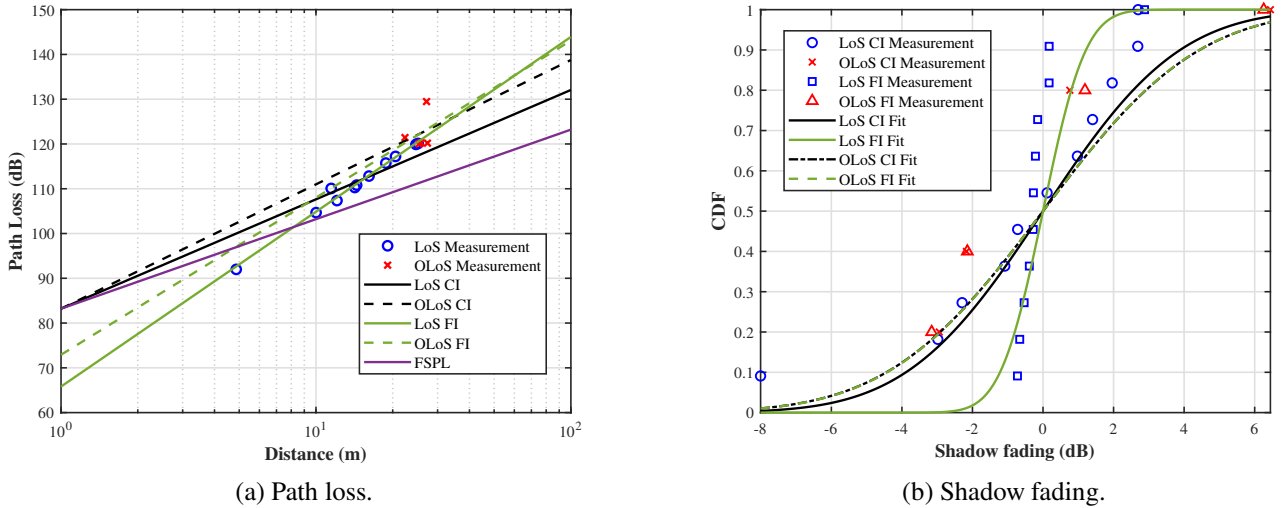 150
140
130
120
110
100
90
80
70
60
Path Loss (dB)
LoS Measurement
OLoS Measurement
LoS CI
OLoS CI
LoS FI
OLoS FI
FSPL
10^0
10^1
10^2
Distance (m)
(a) Path loss.
1
0.9
0.8
0.7
0.6
0.5
0.4
0.3
0.2
0.1
0
CDF
LoS CI Measurement
OLoS CI Measurement
LoS FI Measurement
OLoS FI Measurement
LoS CI Fit
LoS FI Fit
OLoS CI Fit
OLoS FI Fit
-8 -6 -4 -2 0 2 4 6
Shadow fading (dB)
(b) Shadow fading.